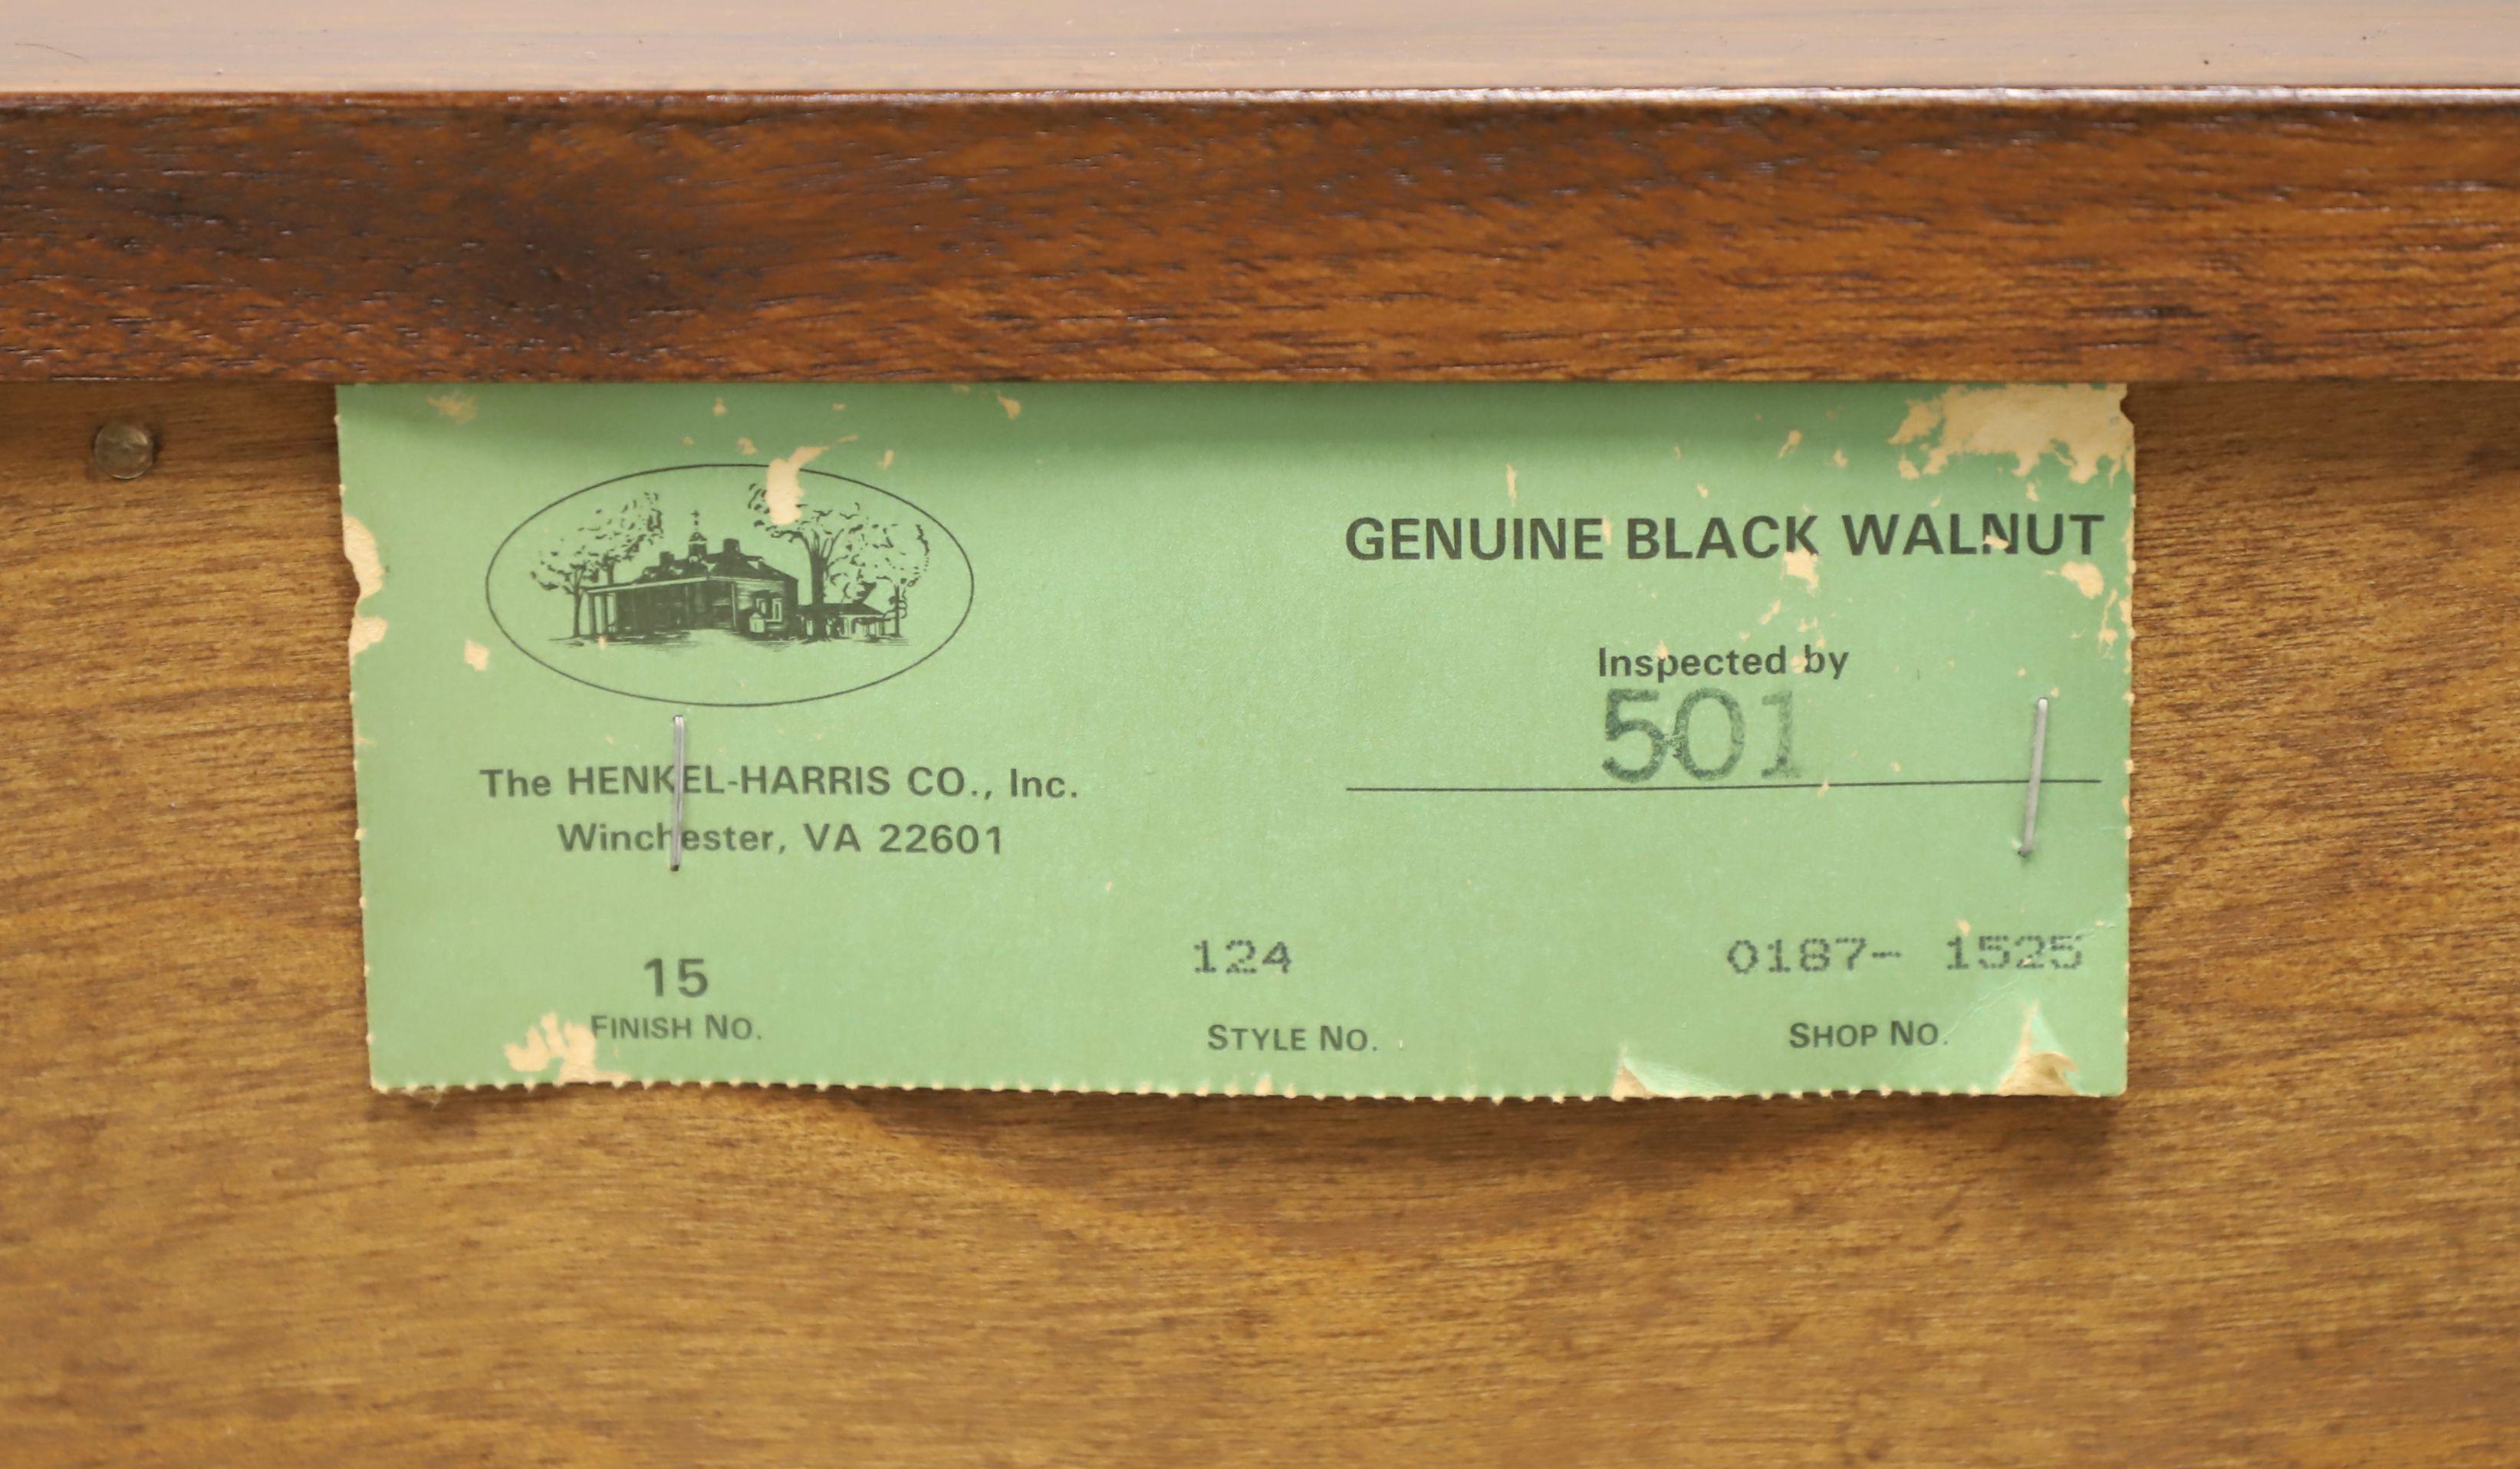 GENUINE BLACK WALNUT
Inspected by
501
The HENKEL-HARRIS CO., Inc.
Winchester, VA 22601
15
FINISH NO.
124
STYLE NO.
0187- 1525
SHOP NO.